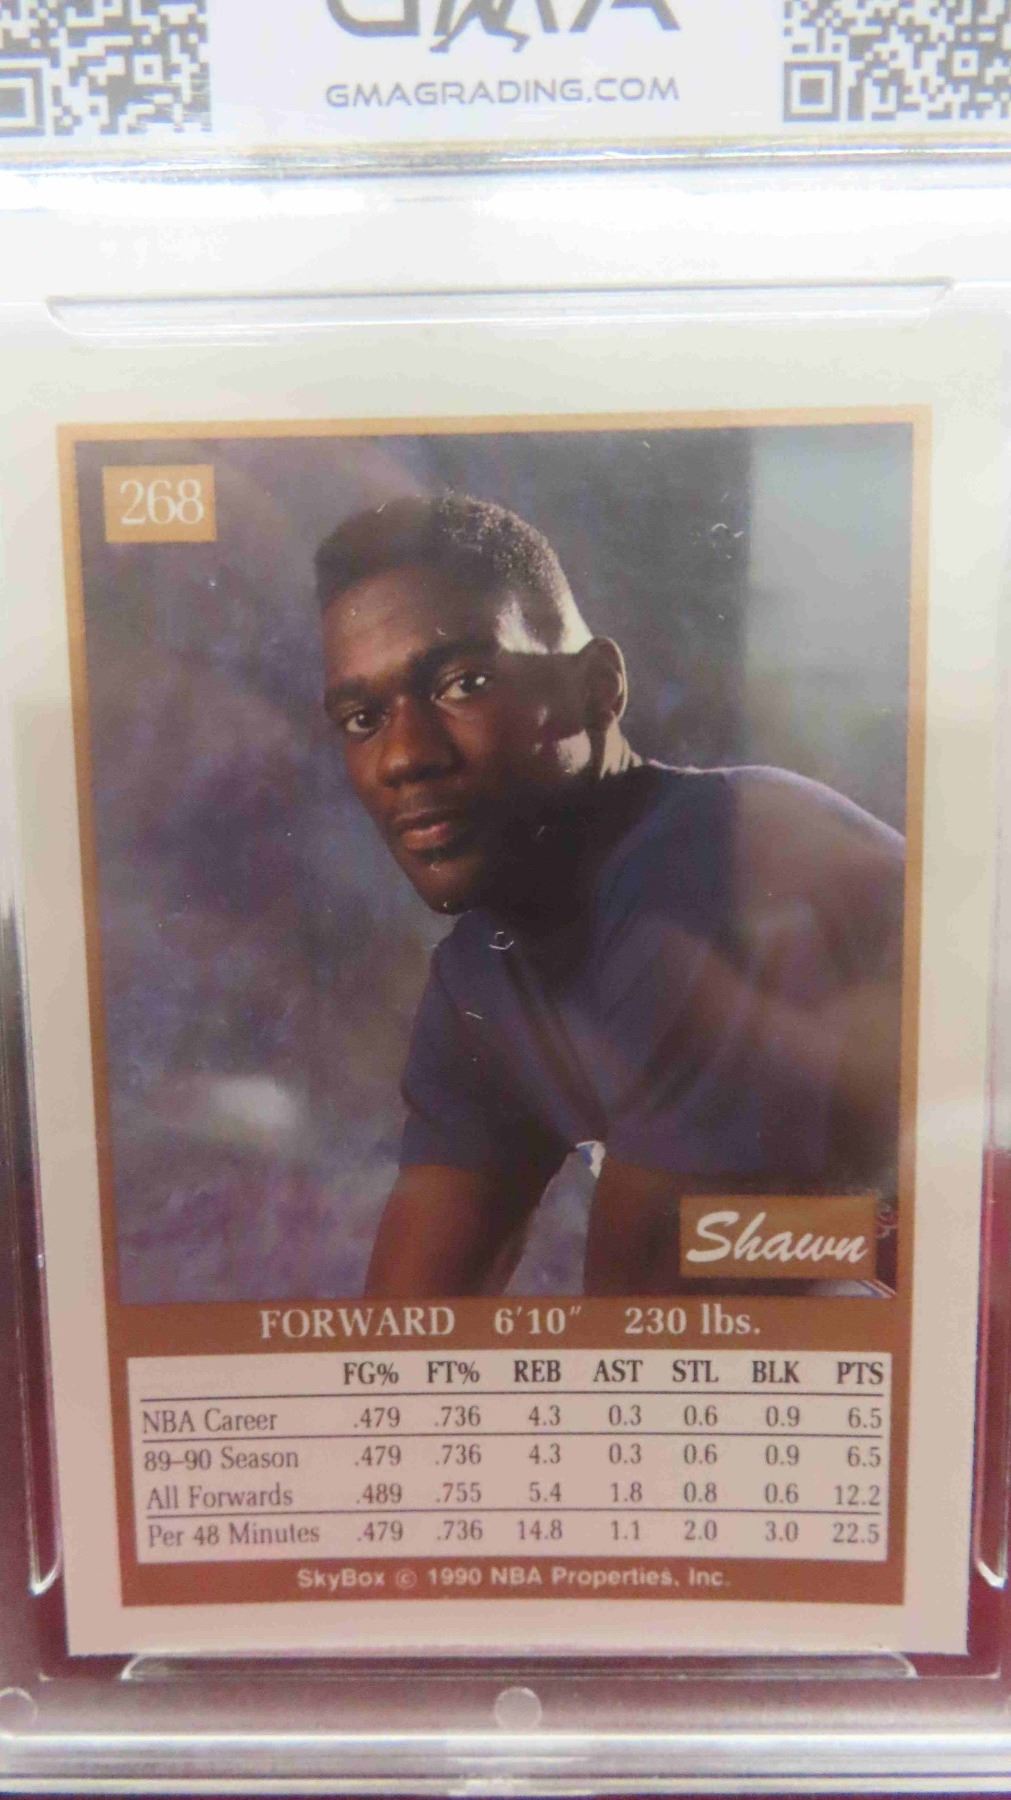 GMA
GMAGRADING.COM
268
Shawn
FORWARD 6'10" 230 lbs.
FG% FT% REB AST STL BLK PTS
NBA Career .479 .736 4.3 0.3 0.6 0.9 6.5
89–90 Season .479 .736 4.3 0.3 0.6 0.9 6.5
All Forwards .489 .755 5.4 1.8 0.8 0.6 12.2
Per 48 Minutes .479 .736 14.8 1.1 2.0 3.0 22.5
SkyBox © 1990 NBA Properties, Inc.